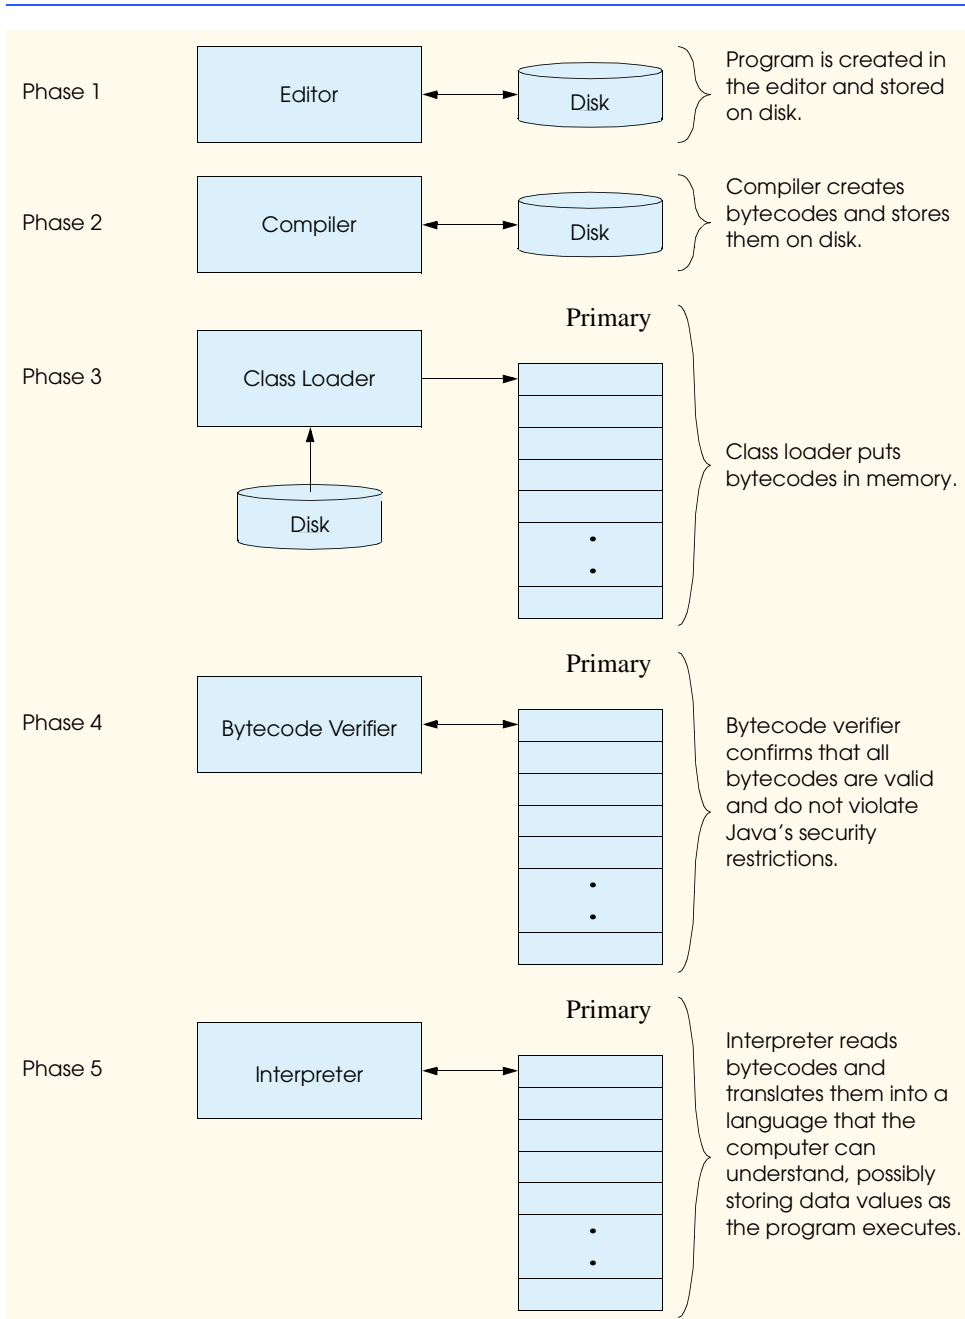 Phase 1
Editor
Disk
Program is created in
the editor and stored
on disk.
Phase 2
Compiler
Disk
Compiler creates
bytecodes and stores
them on disk.
Primary
Phase 3
Class Loader
Disk
Class loader puts
bytecodes in memory.
Primary
Phase 4
Bytecode Verifier
Bytecode verifier
confirms that all
bytecodes are valid
and do not violate
Java’s security
restrictions.
Primary
Phase 5
Interpreter
Interpreter reads
bytecodes and
translates them into a
language that the
computer can
understand, possibly
storing data values as
the program executes.